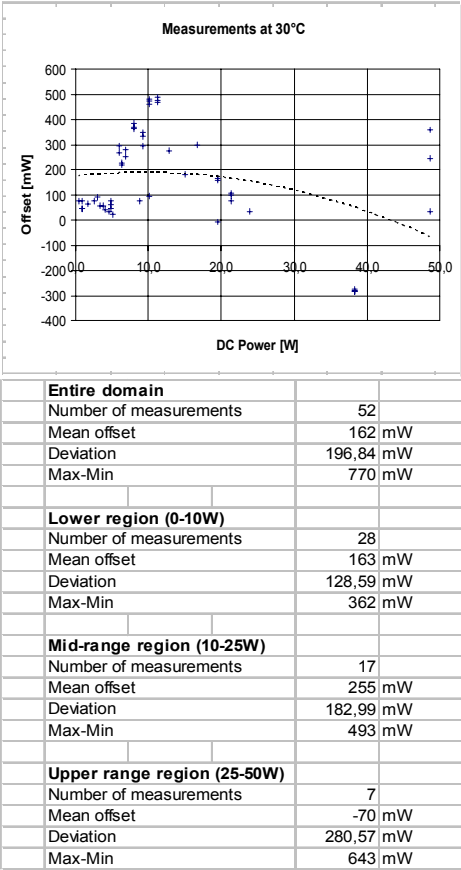 Measurements at 30°C
600
500
400
300
200
100
0
-100
-200
-300
-400
0,0 10,0 20,0 30,0 40,0 50,0
Offset [mW]
DC Power [W]
Entire domain
Number of measurements 52
Mean offset 162 mW
Deviation 196,84 mW
Max-Min 770 mW
Lower region (0-10W)
Number of measurements 28
Mean offset 163 mW
Deviation 128,59 mW
Max-Min 362 mW
Mid-range region (10-25W)
Number of measurements 17
Mean offset 255 mW
Deviation 182,99 mW
Max-Min 493 mW
Upper range region (25-50W)
Number of measurements 7
Mean offset -70 mW
Deviation 280,57 mW
Max-Min 643 mW